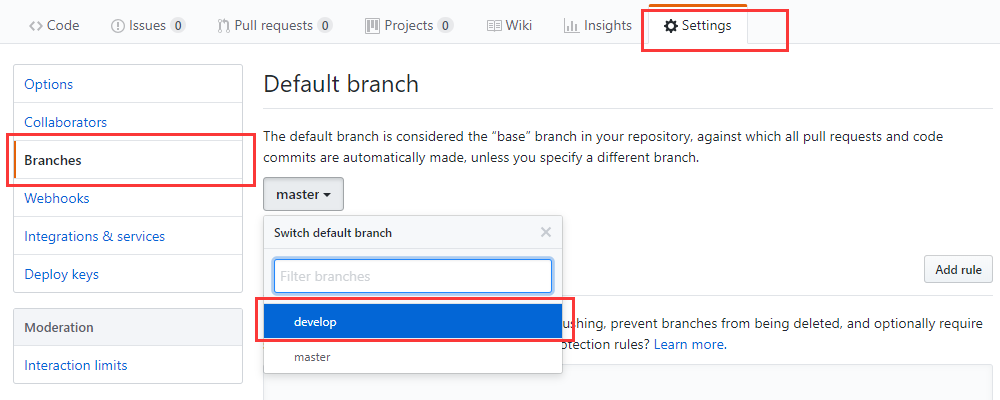 Code Issues 0 Pull requests 0 Projects 0 Wiki Insights Settings
Options
Collaborators
Branches
Webhooks
Integrations & services
Deploy keys
Moderation
Interaction limits
Default branch
The default branch is considered the “base” branch in your repository, against which all pull requests and code
commits are automatically made, unless you specify a different branch.
master
Switch default branch ×
Filter branches
develop
master
Add rule
ushing, prevent branches from being deleted, and optionally require
otection rules? Learn more.